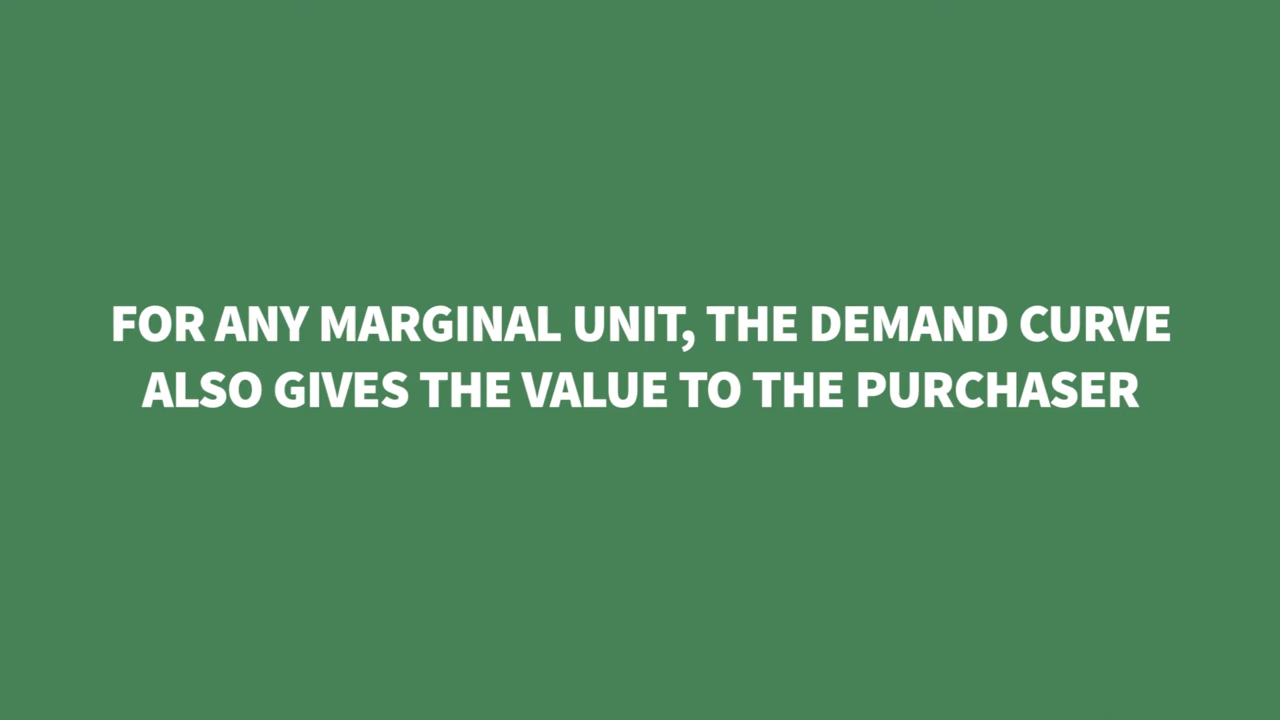 FOR ANY MARGINAL UNIT, THE DEMAND CURVE
ALSO GIVES THE VALUE TO THE PURCHASER